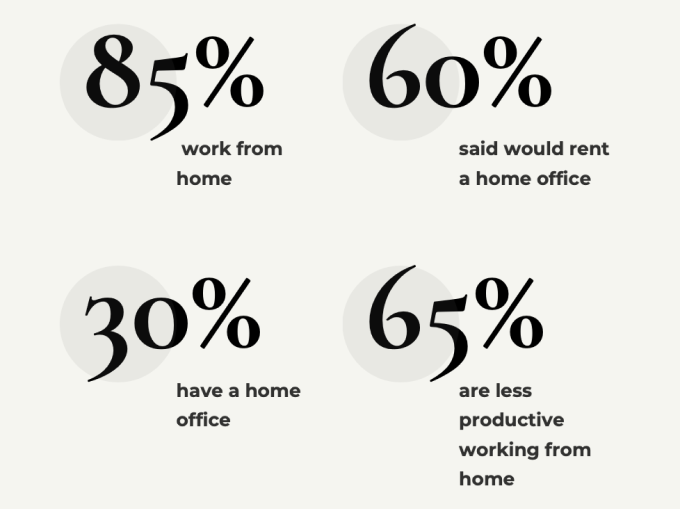 85%
work from
home
60%
said would rent
a home office
30%
have a home
office
65%
are less
productive
working from
home